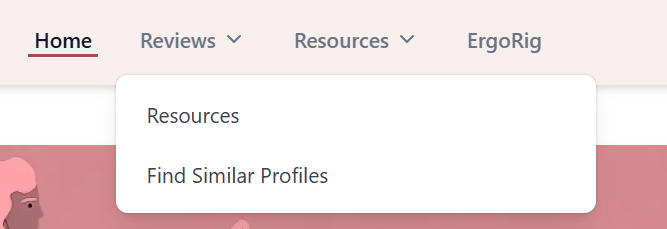 Home Reviews Resources ErgoRig
Resources
Find Similar Profiles